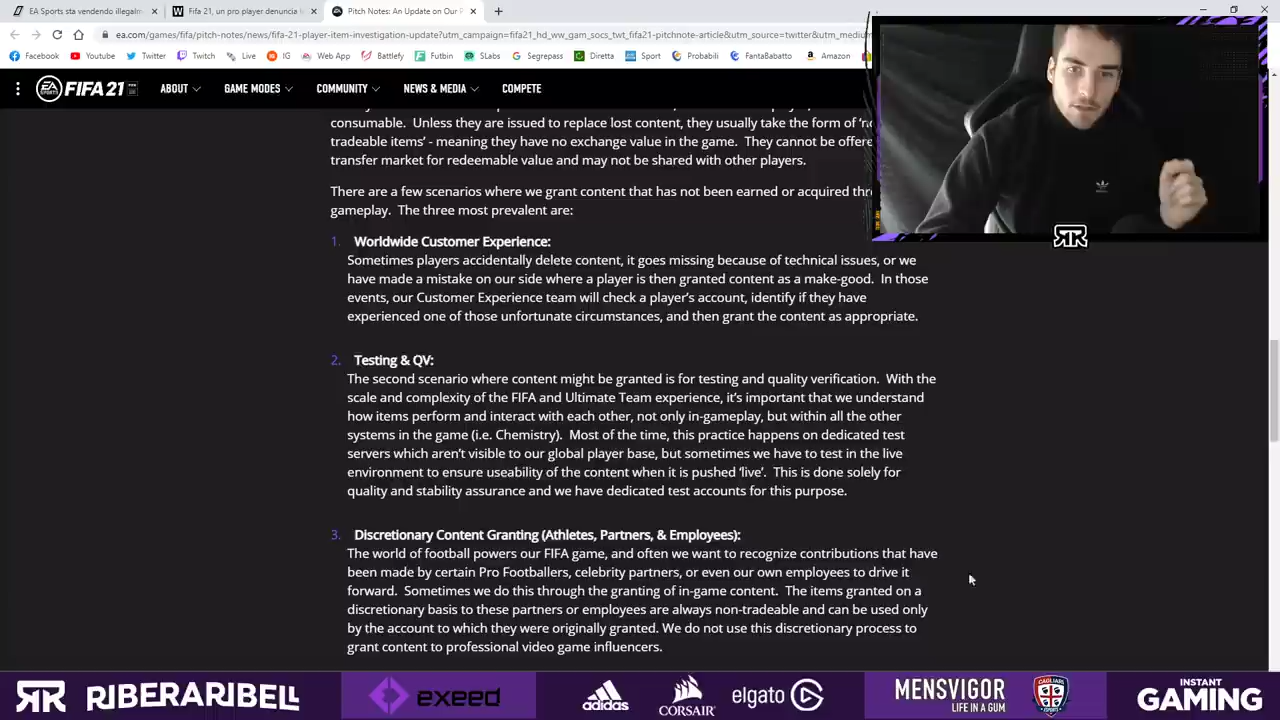 EA Sports sta vendendo illegalm
Fifa 21, un pro player denuncia
Pitch Notes: An Update on Our
ea.com/games/fifa/pitch-notes/news/fifa-21-player-item-investigation-update?utm_campaign=fifa21_hd_ww_gam_socs_twt_fifa21-pitchnote-article&utm_source=twitter&utm_medium
Facebook Youtube Twitter Twitch Live IG Web App Battlefy Futbin Smarts G Segrepass Diretta Probabili FantaBabatto Amazon
FIFA 21 ABOUT GAME MODES COMMUNITY NEWS & MEDIA COMPETE
consumable. Unless they are issued to replace lost content, they usually take the form of
tradeable items' - meaning they have no exchange value in the game. They cannot be offere
transfer market for redeemable value and may not be shared with other players.
There are a few scenarios where we grant content that has not been earned or acquired thr
gameplay. The three most prevalent are:
1. Worldwide Customer Experience:
Sometimes players accidentally delete content, it goes missing because of technical issues, or we
have made a mistake on our side where a player is then granted content as a make-good. In those
events, our Customer Experience team will check a player's account, identify if they have
experienced one of those unfortunate circumstances, and then grant the content as appropriate.
2. Testing & QV:
The second scenario where content might be granted is for testing and quality verification. With the
scale and complexity of the FIFA and Ultimate Team experience, it's important that we understand
how items perform and interact with each other, not only in-gameplay, but within all the other
systems in the game (i.e. Chemistry). Most of the time, this practice happens on dedicated test
servers which aren't visible to our global player base, but sometimes we have to test in the live
environment to ensure useability of the content when it is pushed 'live'. This is done solely for
quality and stability assurance and we have dedicated test accounts for this purpose.
3. Discretionary Content Granting (Athletes, Partners, & Employees):
The world of football powers our FIFA game, and often we want to recognize contributions that have
been made by certain Pro Footballers, celebrity partners, or even our own employees to drive it
forward. Sometimes we do this through the granting of in-game content. The items granted on a
discretionary basis to these partners or employees are always non-tradeable and can be used only
by the account to which they were originally granted. We do not use this discretionary process to
grant content to professional video game influencers.
RIBERARIBELL exeed adidas CORSAIR elgato MENSVIGOR LIFE IN A GUM CAGLIARI INSTANT GAMING